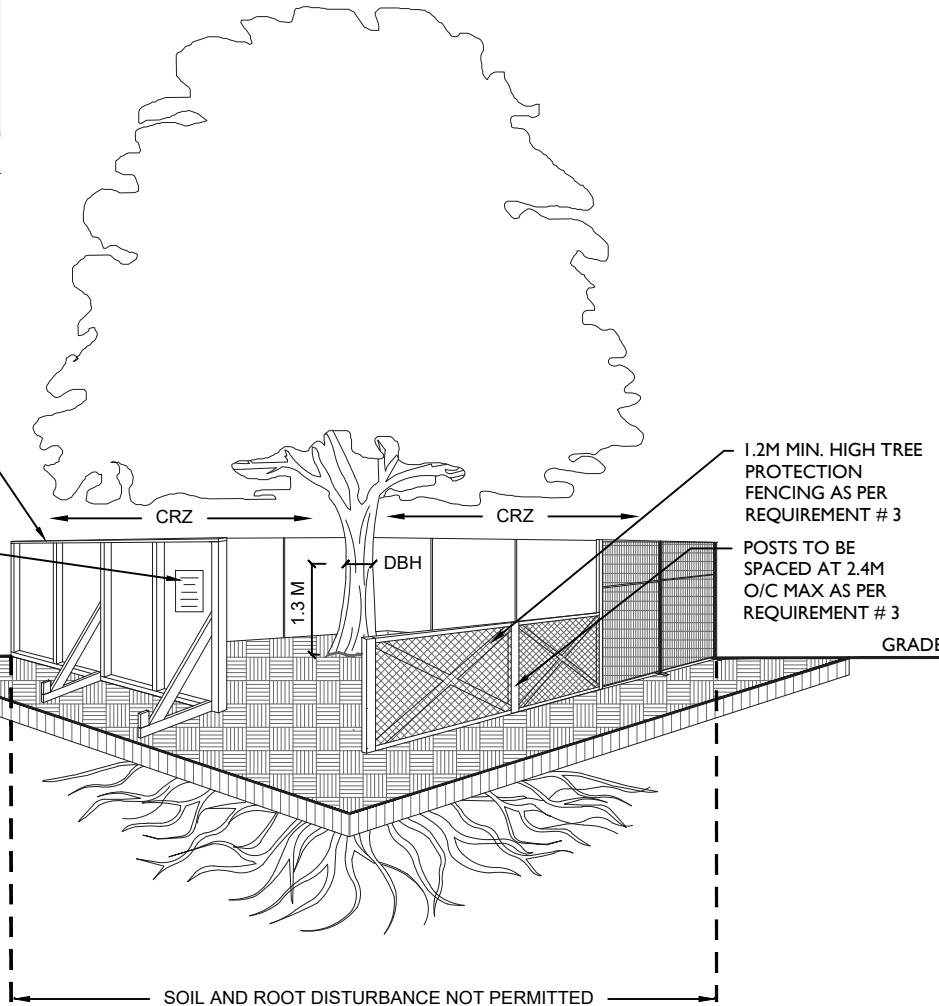 1.2M MIN. HIGH TREE
PROTECTION
FENCING AS PER
REQUIREMENT # 3
CRZ
CRZ
POSTS TO BE
SPACED AT 2.4M
O/C MAX AS PER
REQUIREMENT # 3
DBH
1.3 M
GRADE
SOIL AND ROOT DISTURBANCE NOT PERMITTED